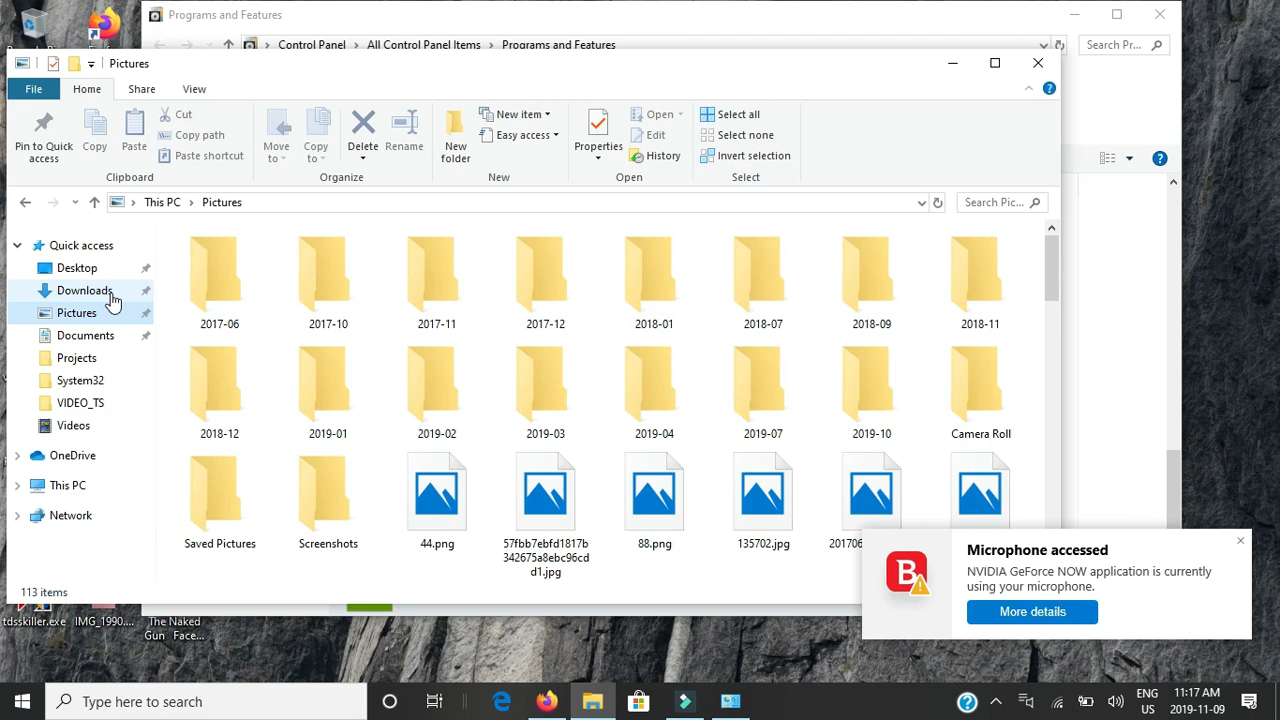 Programs and Features
Control Panel All Control Panel Items Programs and Features
Search Pr...
Pictures
File Home Share View
Pin to Quick access
Copy
Paste
Cut
Copy path
Paste shortcut
Clipboard
Move to
Copy to
Delete
Rename
Organize
New folder
New item
Easy access
New
Properties
Open
Edit
History
Open
Select all
Select none
Invert selection
Select
This PC Pictures
Search Pic...
Quick access
Desktop
Downloads
Pictures
Documents
Projects
System32
VIDEO_TS
Videos
OneDrive
This PC
Network
2017-06 2017-10 2017-11 2017-12 2018-01 2018-07 2018-09 2018-11
2018-12 2019-01 2019-02 2019-03 2019-04 2019-07 2019-10 Camera Roll
Saved Pictures Screenshots 44.png 57fbb7ebfd1817b 88.png 135702.jpg
342675a8ebc96cd
d1.jpg
113 items
B
Microphone accessed
NVIDIA GeForce NOW application is currently
using your microphone.
More details
tdsskiller.exe IMG_1990.... The Naked
Gun Face...
Type here to search
ENG
US
11:17 AM
2019-11-09